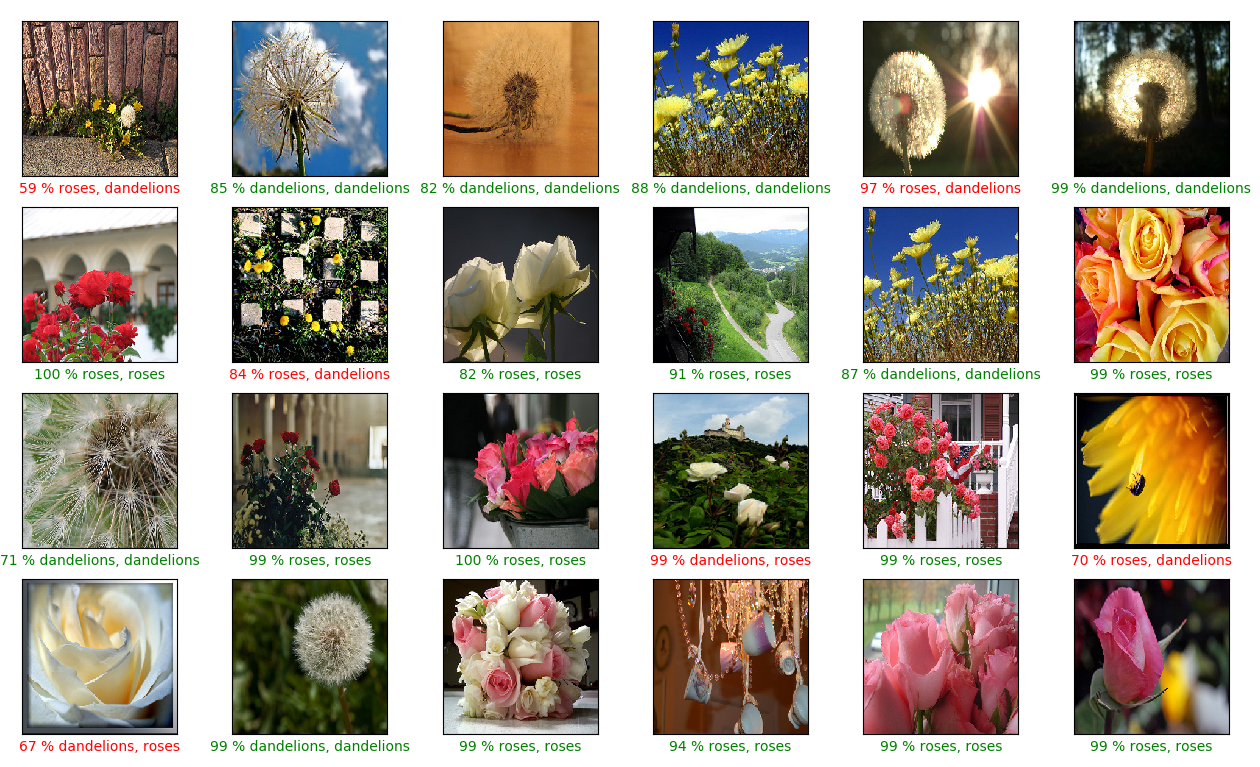 59 % roses, dandelions
85 % dandelions, dandelions
82 % dandelions, dandelions
88 % dandelions, dandelions
97 % roses, dandelions
99 % dandelions, dandelions
100 % roses, roses
84 % roses, dandelions
82 % roses, roses
91 % roses, roses
87 % dandelions, dandelions
99 % roses, roses
71 % dandelions, dandelions
99 % roses, roses
100 % roses, roses
99 % dandelions, roses
99 % roses, roses
70 % roses, dandelions
67 % dandelions, roses
99 % dandelions, dandelions
99 % roses, roses
94 % roses, roses
99 % roses, roses
99 % roses, roses